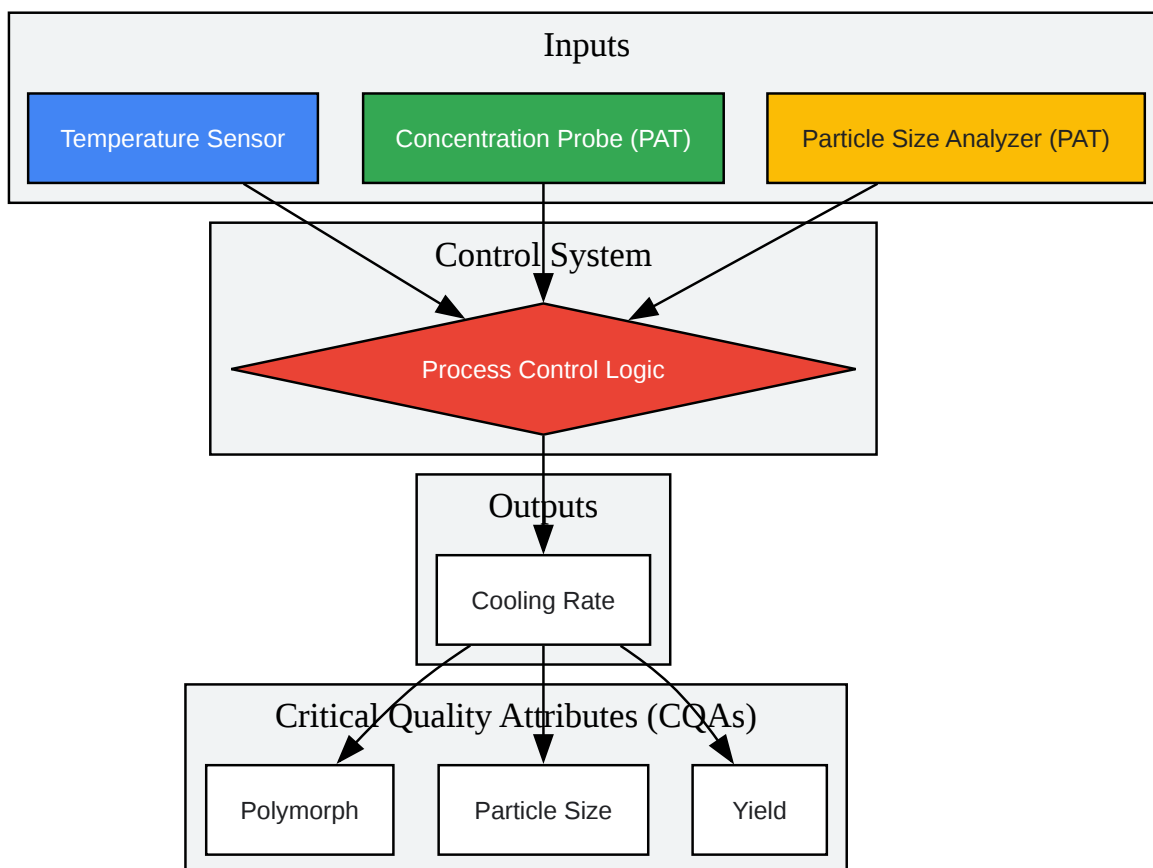 Inputs
Temperature Sensor
Concentration Probe (PAT)
Particle Size Analyzer (PAT)
Control System
Process Control Logic
Outputs
Cooling Rate
Critical Quality Attributes (CQAs)
Polymorph
Particle Size
Yield